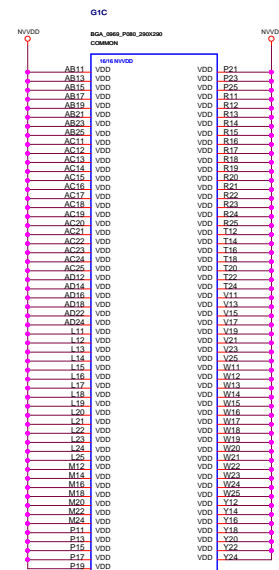 G1C
BGA_0969_P080_290X290
COMMON
NVVDD
NVVD
16/16 NVVDD
AB11 VDD VDD P21
AB13 VDD VDD P23
AB15 VDD VDD P25
AB17 VDD VDD R11
AB19 VDD VDD R12
AB21 VDD VDD R13
AB23 VDD VDD R14
AB25 VDD VDD R15
AC11 VDD VDD R16
AC12 VDD VDD R17
AC13 VDD VDD R18
AC14 VDD VDD R19
AC15 VDD VDD R20
AC16 VDD VDD R21
AC17 VDD VDD R22
AC18 VDD VDD R23
AC19 VDD VDD R24
AC20 VDD VDD R25
AC21 VDD VDD T12
AC22 VDD VDD T14
AC23 VDD VDD T16
AC24 VDD VDD T18
AC25 VDD VDD T20
AD12 VDD VDD T22
AD14 VDD VDD T24
AD16 VDD VDD V11
AD18 VDD VDD V13
AD22 VDD VDD V15
AD24 VDD VDD V17
L11 VDD VDD V19
L12 VDD VDD V21
L13 VDD VDD V23
L14 VDD VDD V25
L15 VDD VDD W11
L16 VDD VDD W12
L17 VDD VDD W13
L18 VDD VDD W14
L19 VDD VDD W15
L20 VDD VDD W16
L21 VDD VDD W17
L22 VDD VDD W18
L23 VDD VDD W19
L24 VDD VDD W20
L25 VDD VDD W21
M12 VDD VDD W22
M14 VDD VDD W23
M16 VDD VDD W24
M18 VDD VDD W25
M20 VDD VDD Y12
M22 VDD VDD Y14
M24 VDD VDD Y16
P11 VDD VDD Y18
P13 VDD VDD Y20
P15 VDD VDD Y22
P17 VDD VDD Y24
P19 VDD